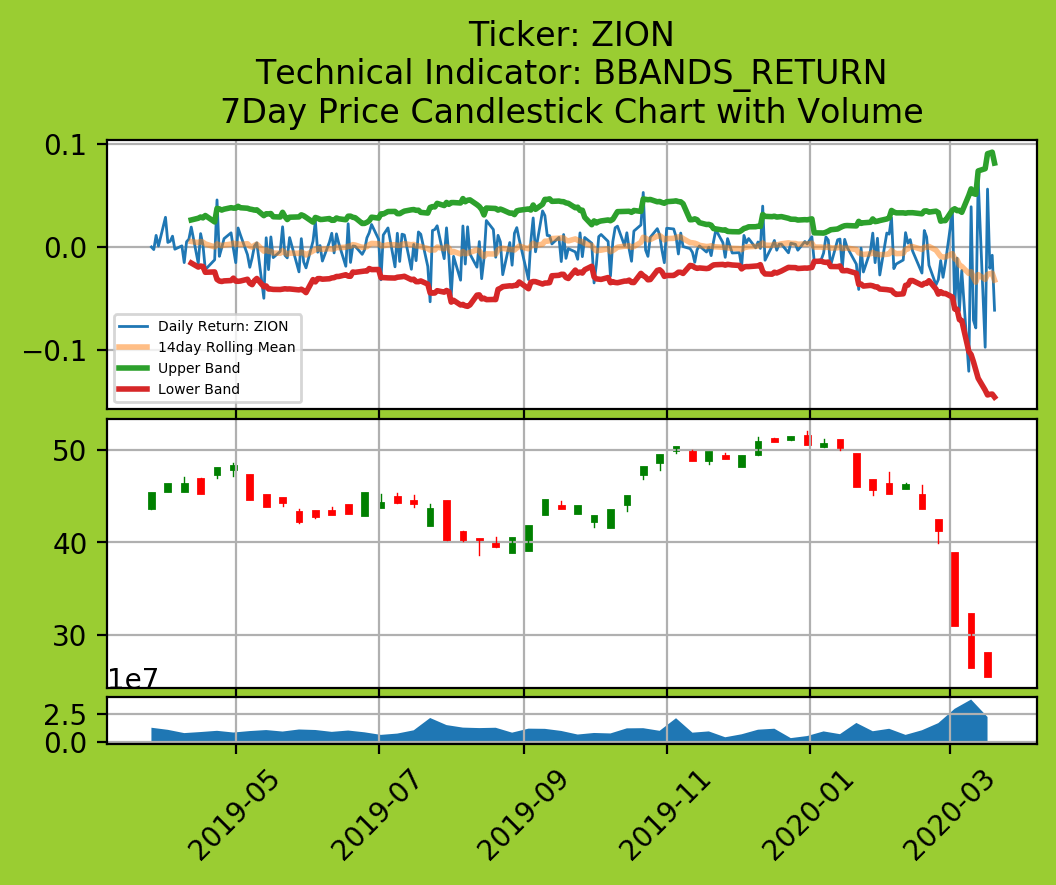 Ticker: ZION
Technical Indicator: BBANDS_RETURN
7Day Price Candlestick Chart with Volume
0.1
0.0
−0.1
Daily Return: ZION
14day Rolling Mean
Upper Band
Lower Band
50
40
30
1e7
2.5
0.0
2019-05
2019-07
2019-09
2019-11
2020-01
2020-03